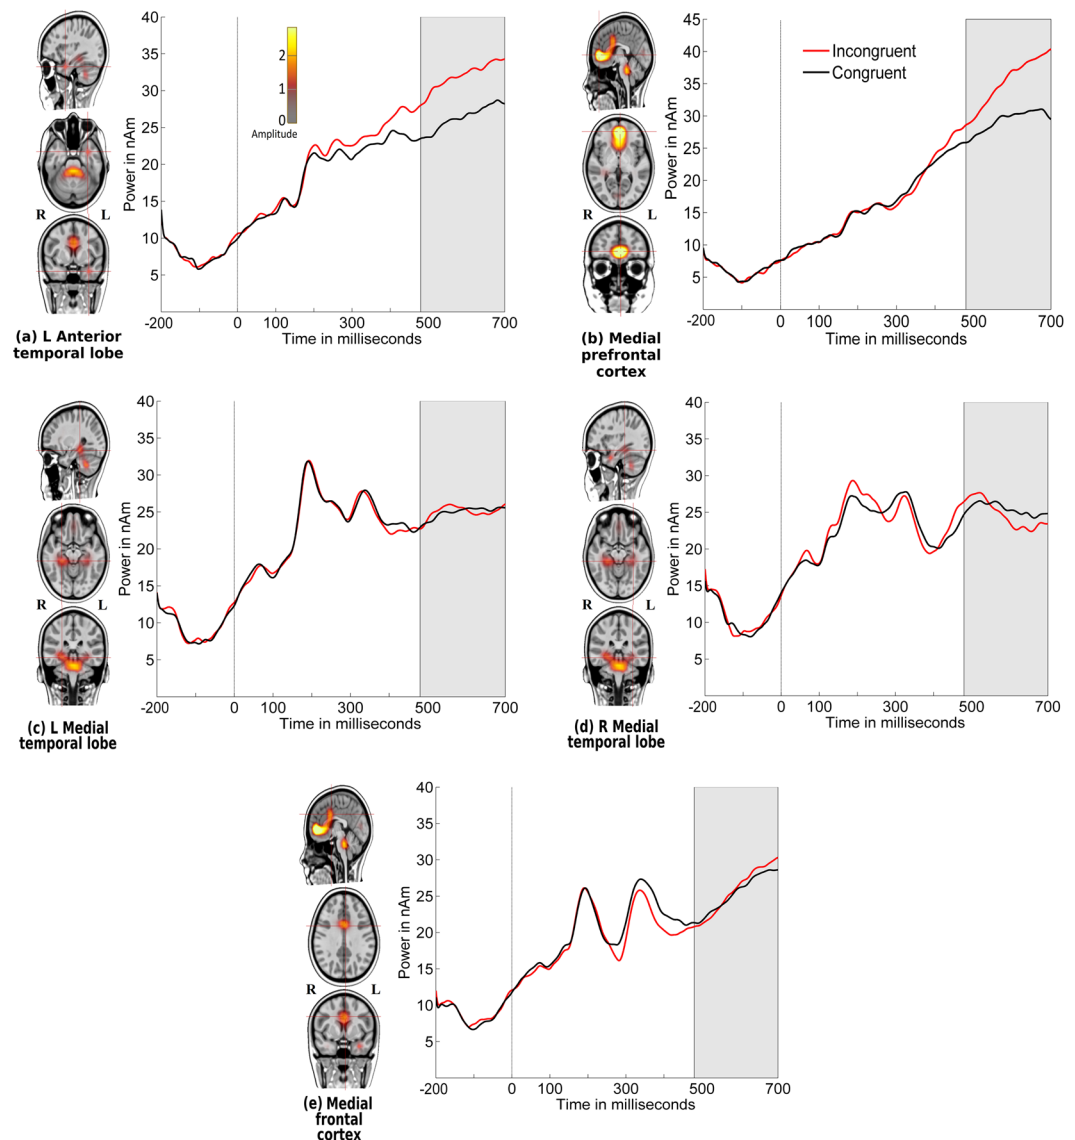 40
35
30
25
20
15
10
5
Power in nAm
2
1
0
Amplitude
R L
-200 0 100 300 500 700
Time in milliseconds
(a) L Anterior
temporal lobe
45
40
35
30
25
20
15
10
5
Power in nAm
Incongruent
Congruent
R L
-200 0 100 300 500 700
Time in milliseconds
(b) Medial
prefrontal
cortex
40
35
30
25
20
15
10
5
Power in nAm
R L
-200 0 100 300 500 700
Time in milliseconds
(c) L Medial
temporal lobe
40
35
30
25
20
15
10
5
Power in nAm
R L
-200 0 100 300 500 700
Time in milliseconds
(d) R Medial
temporal lobe
40
35
30
25
20
15
10
5
Power in nAm
R L
-200 0 100 300 500 700
Time in milliseconds
(e) Medial
frontal
cortex